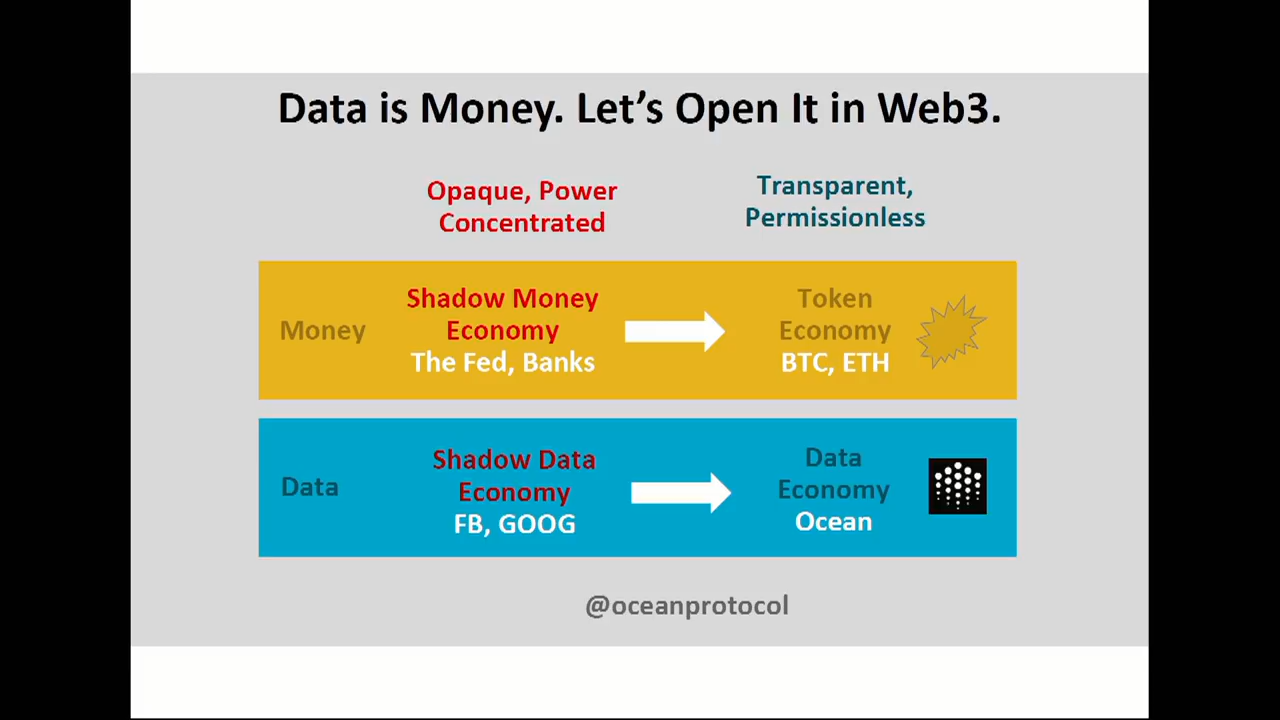 Data is Money. Let's Open It in Web3.
Opaque, Power
Concentrated
Transparent,
Permissionless
Money
Shadow Money
Economy
The Fed, Banks
Token
Economy
BTC, ETH
Data
Shadow Data
Economy
FB, GOOG
Data
Economy
Ocean
@oceanprotocol